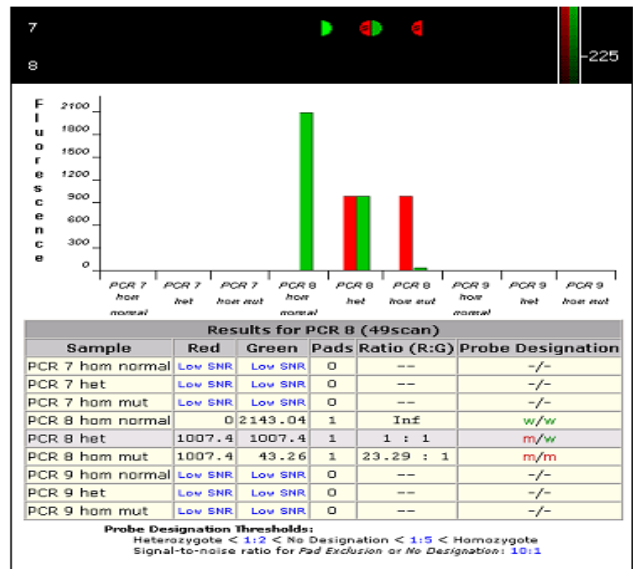 7
8
-225
Fluorescence
2100
1800
1500
1200
900
600
300
0
PCR 7 hom normal
PCR 7 het
PCR 7 hom mut
PCR 8 hom normal
PCR 8 het
PCR 8 hom mut
PCR 9 hom normal
PCR 9 het
PCR 9 hom mut
Results for PCR 8 (49scan)
Sample Red Green Pads Ratio (R:G) Probe Designation
PCR 7 hom normal Low SNR Low SNR 0 -- -/-
PCR 7 het Low SNR Low SNR 0 -- -/-
PCR 7 hom mut Low SNR Low SNR 0 -- -/-
PCR 8 hom normal 0 2143.04 1 Inf w/w
PCR 8 het 1007.4 1007.4 1 1 : 1 m/w
PCR 8 hom mut 1007.4 43.26 1 23.29 : 1 m/m
PCR 9 hom normal Low SNR Low SNR 0 -- -/-
PCR 9 het Low SNR Low SNR 0 -- -/-
PCR 9 hom mut Low SNR Low SNR 0 -- -/-
Probe Designation Thresholds:
Heterozygote < 1:2 < No Designation < 1:5 < Homozygote
Signal-to-noise ratio for Pad Exclusion or No Designation: 10:1